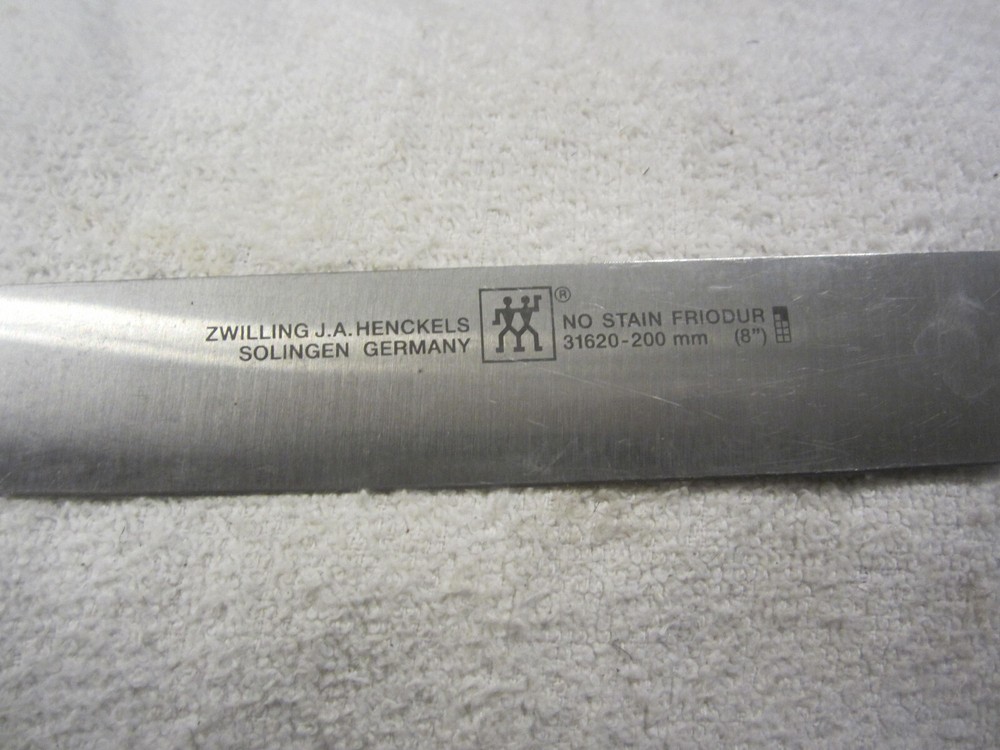 ZWILLING J.A. HENCKELS
SOLINGEN GERMANY
®
NO STAIN FRIODUR
31620-200 mm (8")